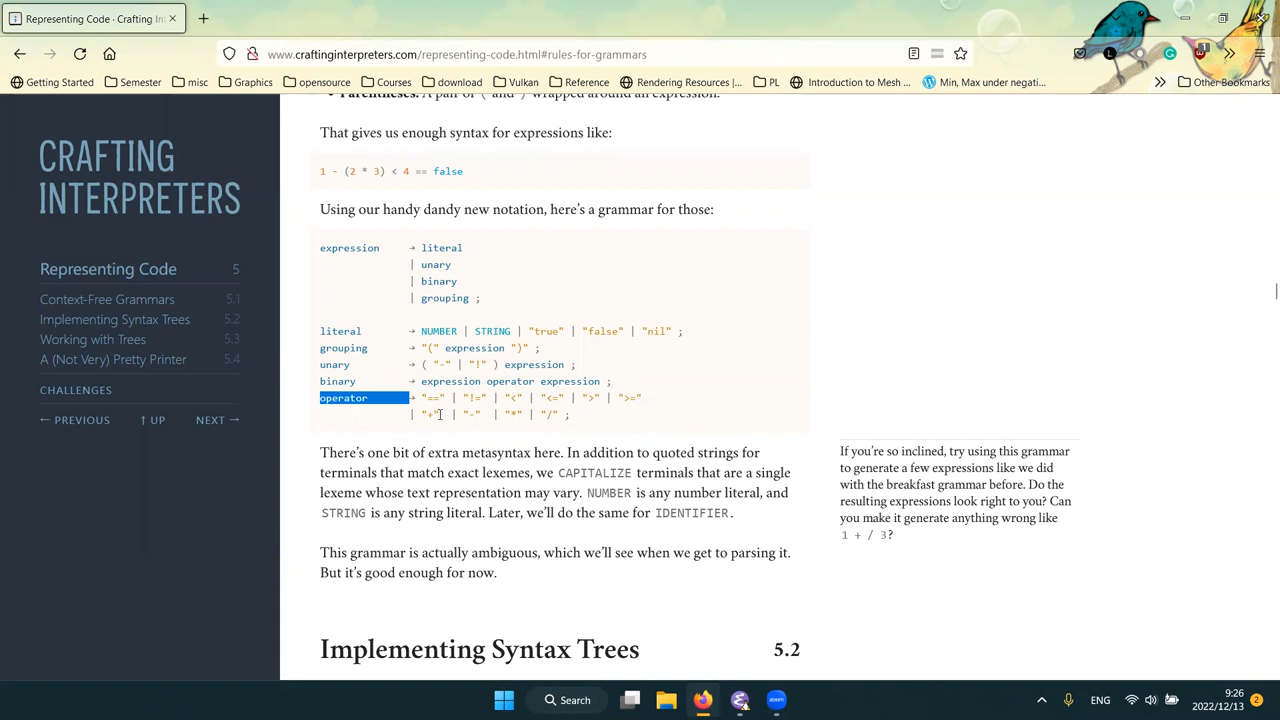 Representing Code · Crafting In
www.craftinginterpreters.com/representing-code.html#rules-for-grammars
Getting Started
Semester
misc
Graphics
opensource
Courses
download
Vulkan
Reference
Rendering Resources |...
PL
Introduction to Mesh ...
Min, Max under negati...
Other Bookmarks
CRAFTING
INTERPRETERS
Representing Code 5
Context-Free Grammars 5.1
Implementing Syntax Trees 5.2
Working with Trees 5.3
A (Not Very) Pretty Printer 5.4
CHALLENGES
← PREVIOUS ↑ UP NEXT →
• Parentheses. A pair of ( and ) wrapped around an expression.
That gives us enough syntax for expressions like:
1 - (2 * 3) < 4 == false
Using our handy dandy new notation, here’s a grammar for those:
expression → literal
| unary
| binary
| grouping ;
literal → NUMBER | STRING | "true" | "false" | "nil" ;
grouping → "(" expression ")" ;
unary → ( "-" | "!" ) expression ;
binary → expression operator expression ;
operator → "==" | "!=" | "<" | "<=" | ">" | ">="
| "+" | "-" | "*" | "/" ;
There’s one bit of extra metasyntax here. In addition to quoted strings for
terminals that match exact lexemes, we CAPITALIZE terminals that are a single
lexeme whose text representation may vary. NUMBER is any number literal, and
STRING is any string literal. Later, we’ll do the same for IDENTIFIER.
This grammar is actually ambiguous, which we’ll see when we get to parsing it.
But it’s good enough for now.
If you’re so inclined, try using this grammar
to generate a few expressions like we did
with the breakfast grammar before. Do the
resulting expressions look right to you? Can
you make it generate anything wrong like
1 + / 3?
Implementing Syntax Trees 5.2
Search
zoom
ENG
9:26
2022/12/13
2